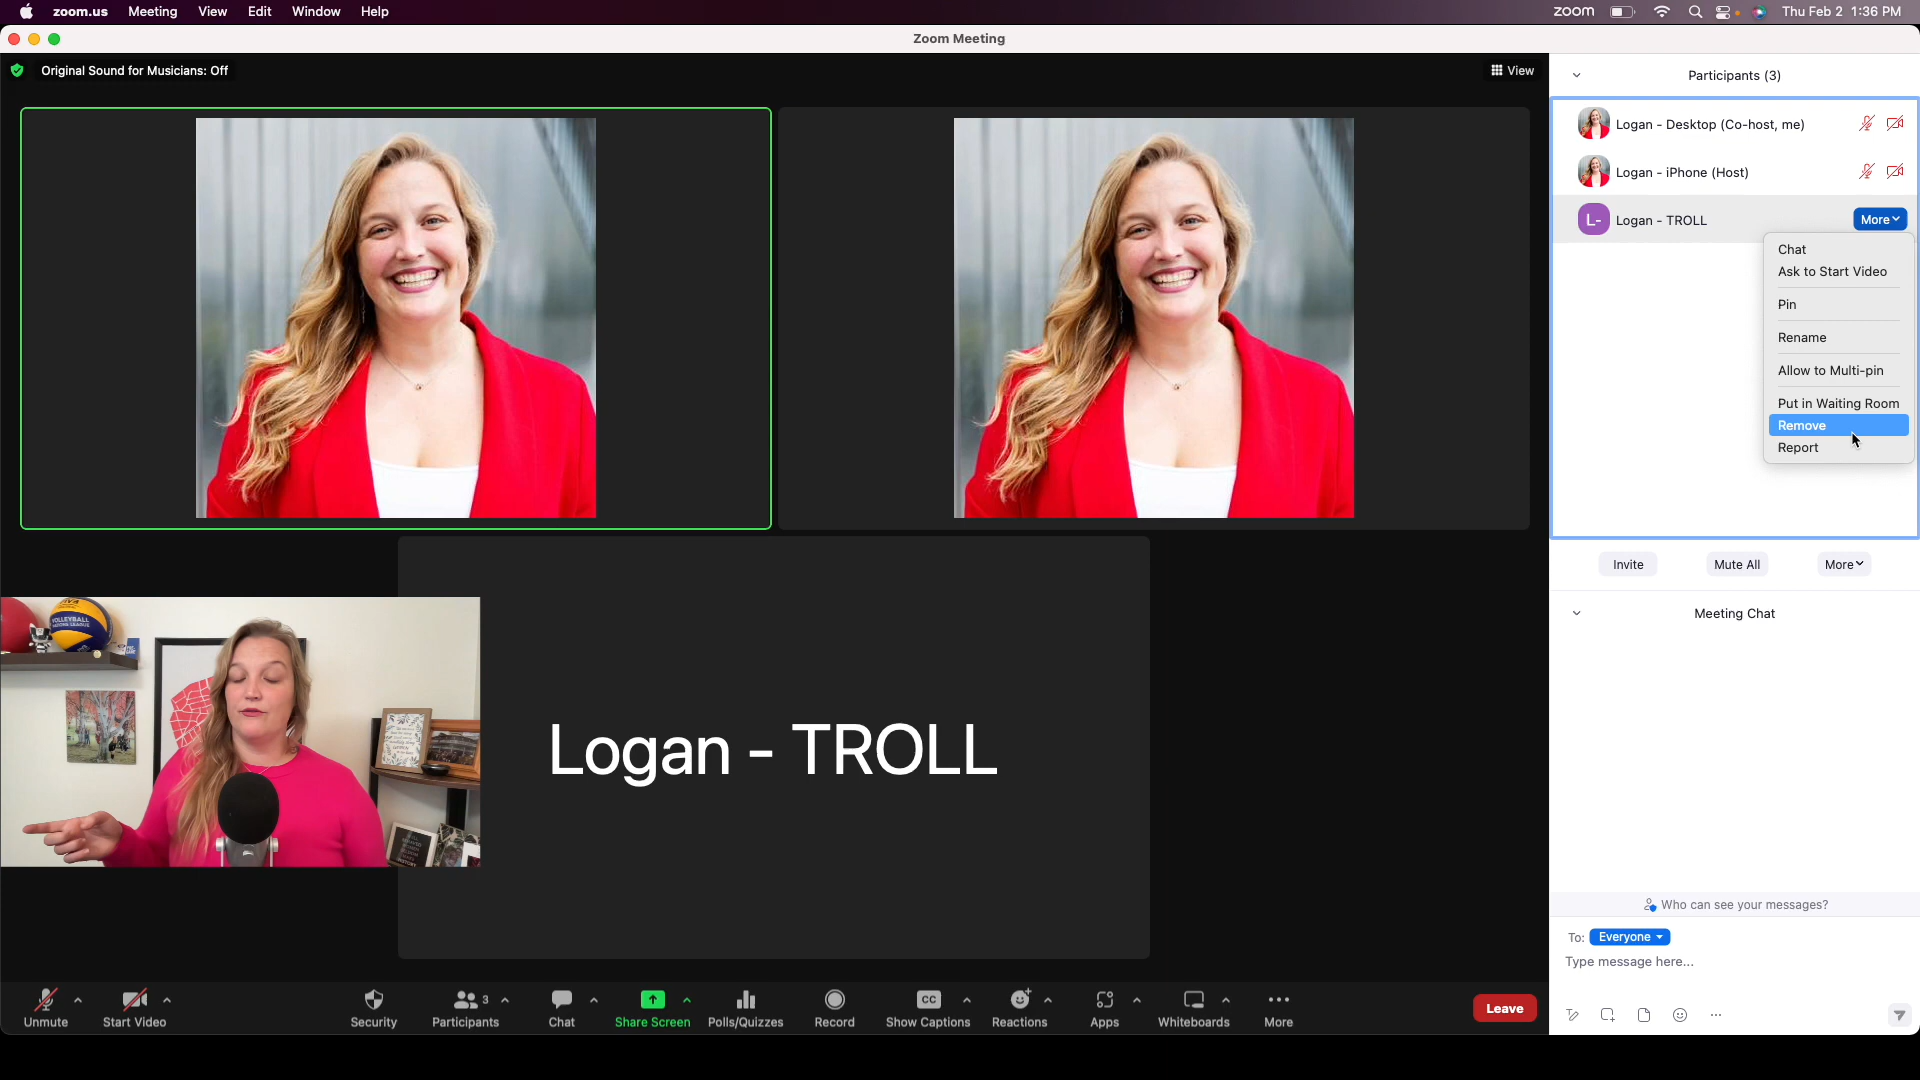 zoom.us Meeting View Edit Window Help
zoom Thu Feb 2 1:36 PM
Zoom Meeting
Original Sound for Musicians: Off
View
Participants (3)
Logan - Desktop (Co-host, me)
Logan - iPhone (Host)
L- Logan - TROLL More
Chat
Ask to Start Video
Pin
Rename
Allow to Multi-pin
Put in Waiting Room
Remove
Report
Invite Mute All More
Meeting Chat
VOLLEYBALL
Logan - TROLL
Who can see your messages?
To: Everyone
Type message here...
Unmute
Start Video
Security
Participants 3
Chat
Share Screen
Polls/Quizzes
Record
CC
Show Captions
Reactions
Apps
Whiteboards
More
Leave